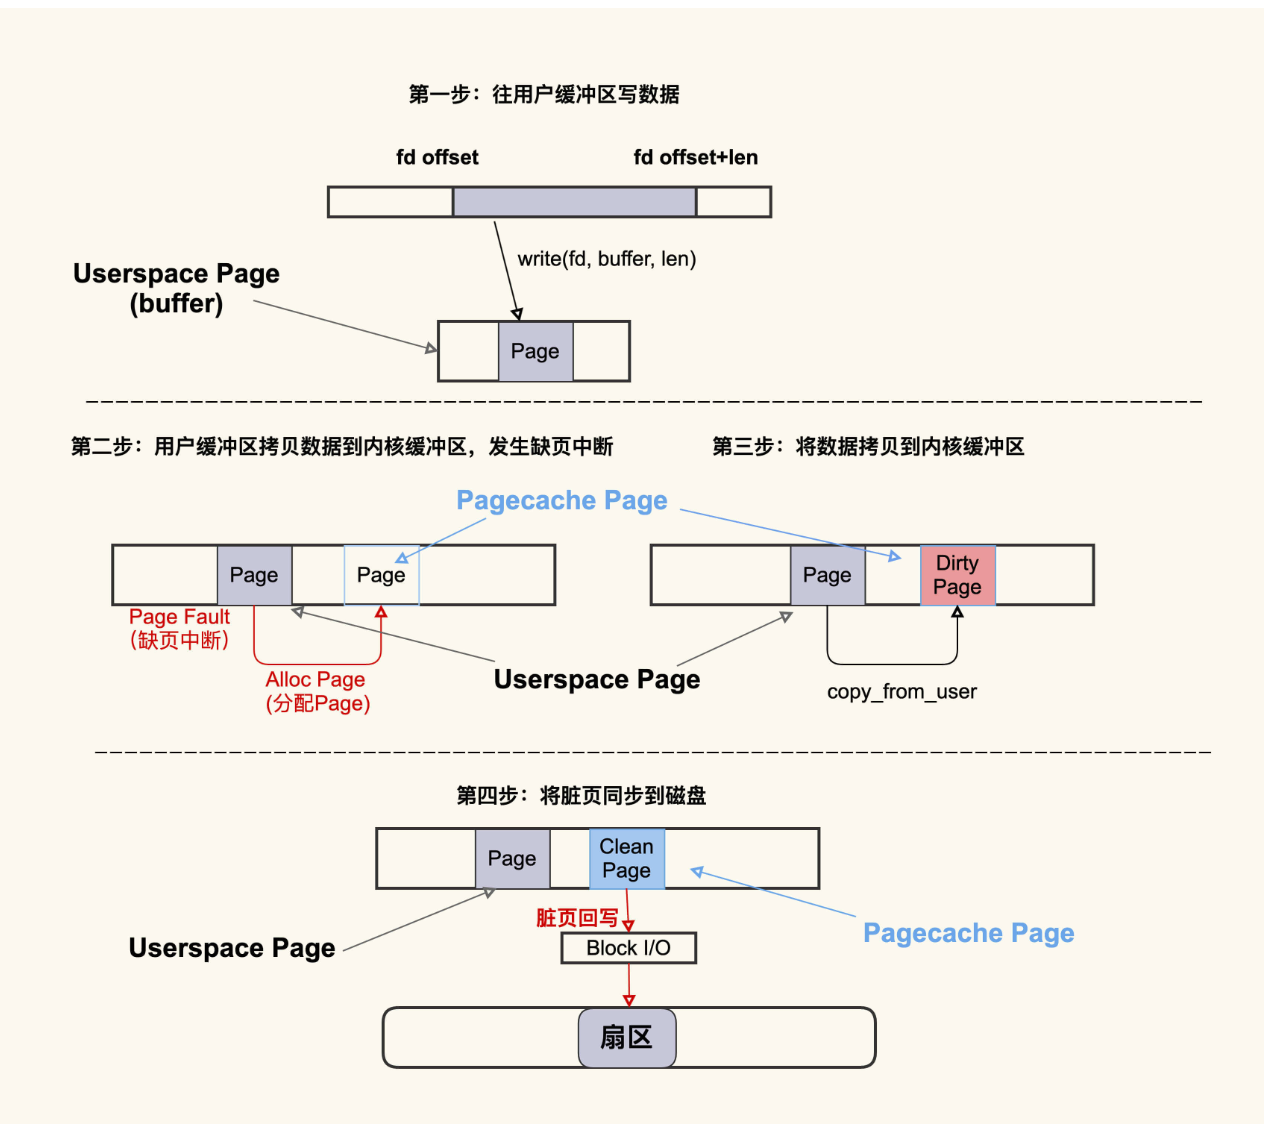 第一步：往用户缓冲区写数据
fd offset
fd offset+len
write(fd, buffer, len)
Userspace Page
(buffer)
Page
第二步：用户缓冲区拷贝数据到内核缓冲区，发生缺页中断
第三步：将数据拷贝到内核缓冲区
Pagecache Page
Page
Page
Page
Dirty
Page
Page Fault
（缺页中断）
Alloc Page
(分配Page)
Userspace Page
copy_from_user
第四步：将脏页同步到磁盘
Page
Clean
Page
脏页回写
Userspace Page
Block I/O
Pagecache Page
扇区